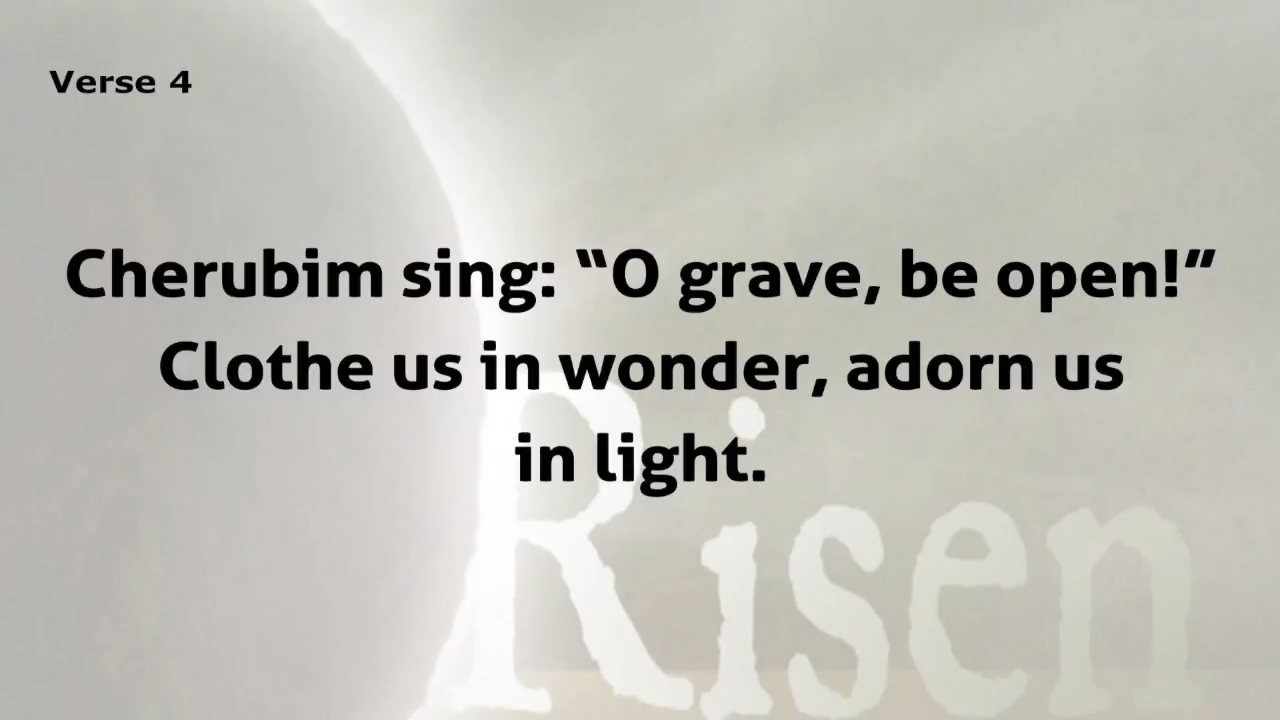 Verse 4
Cherubim sing: “O grave, be open!”
Clothe us in wonder, adorn us
in light.
Risen